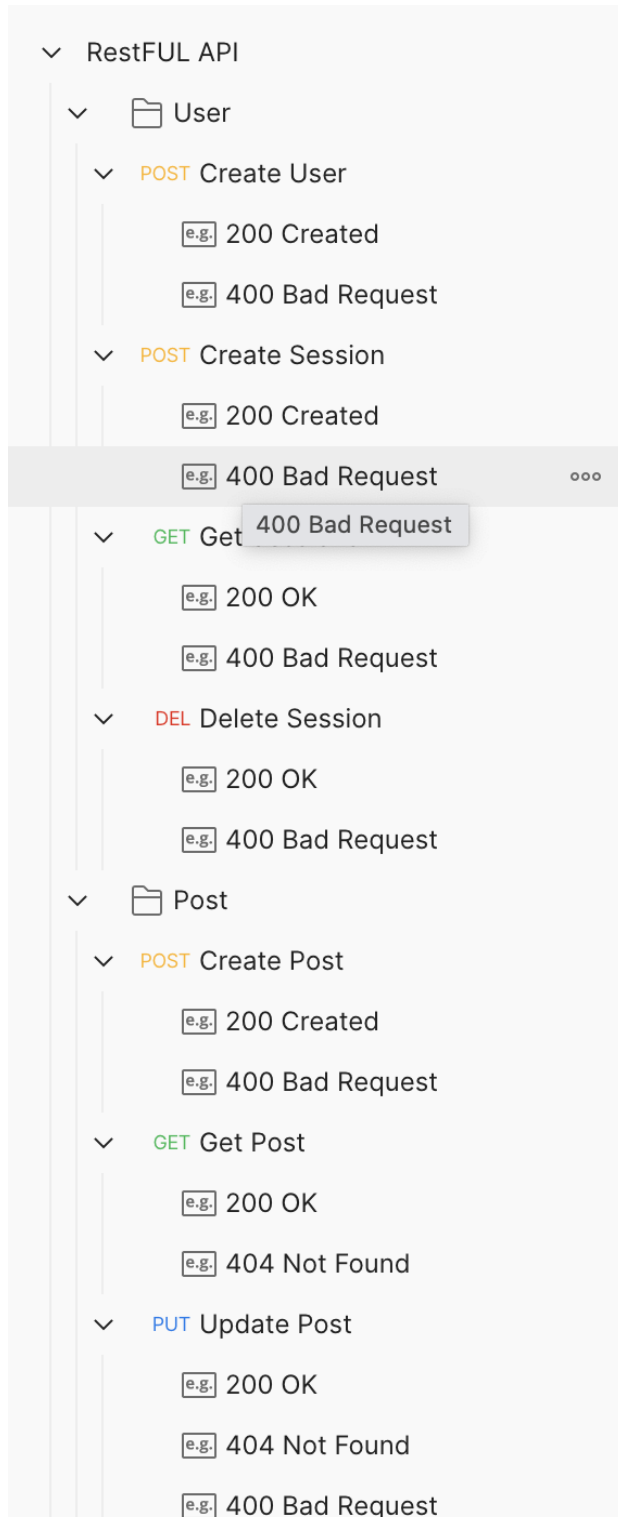 RestFUL API
User
POST Create User
e.g. 200 Created
e.g. 400 Bad Request
POST Create Session
e.g. 200 Created
e.g. 400 Bad Request
400 Bad Request
GET Get
e.g. 200 OK
e.g. 400 Bad Request
DEL Delete Session
e.g. 200 OK
e.g. 400 Bad Request
Post
POST Create Post
e.g. 200 Created
e.g. 400 Bad Request
GET Get Post
e.g. 200 OK
e.g. 404 Not Found
PUT Update Post
e.g. 200 OK
e.g. 404 Not Found
e.g. 400 Bad Request